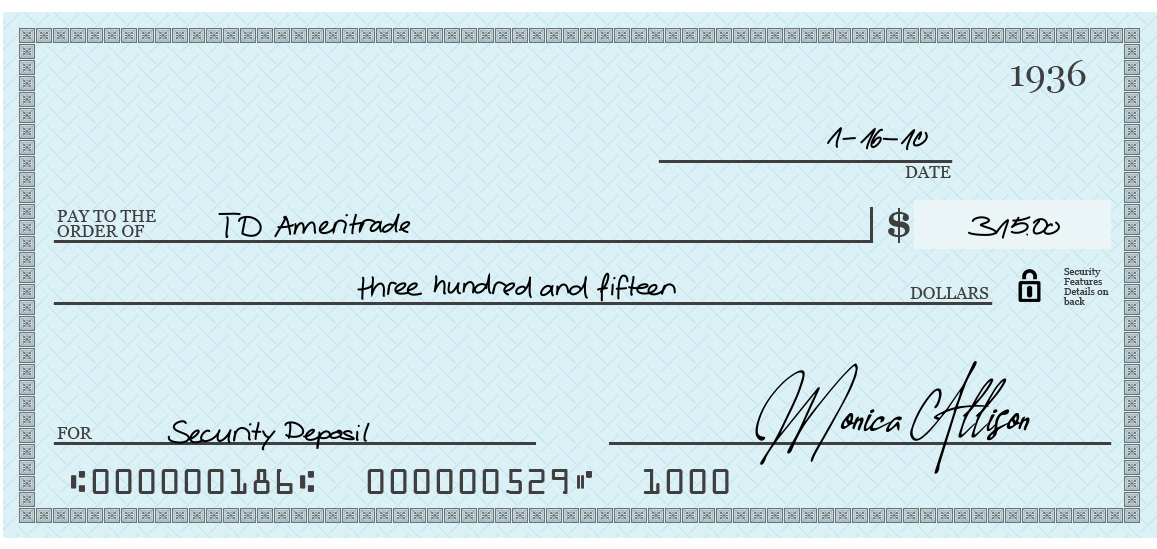 1936
1-16-10
DATE
PAY TO THE
ORDER OF TD Ameritrade $ 315.00
three hundred and fifteen DOLLARS
Security
Features
Details on
back
FOR Security Deposil Monica Allison
⑆000000186⑆ 000000529⑈ 1000